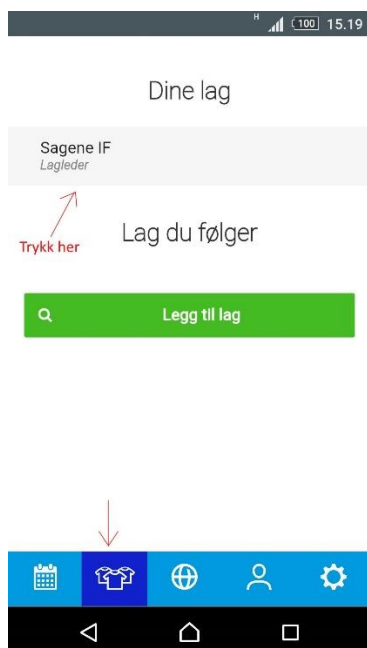 H 100 15.19
Dine lag
Sagene IF
Lagleder
Trykk her
Lag du følger
Legg til lag